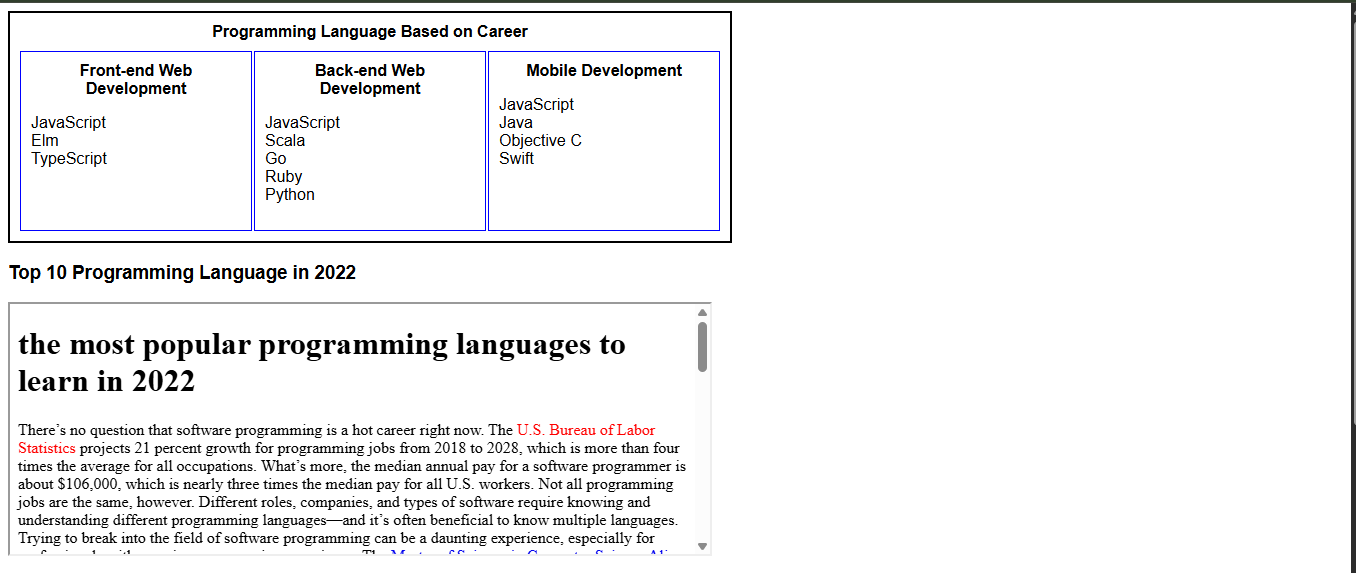 Programming Language Based on Career
Front-end Web
Development
JavaScript
Elm
TypeScript
Back-end Web
Development
JavaScript
Scala
Go
Ruby
Python
Mobile Development
JavaScript
Java
Objective C
Swift
Top 10 Programming Language in 2022
the most popular programming languages to
learn in 2022
There’s no question that software programming is a hot career right now. The U.S. Bureau of Labor
Statistics projects 21 percent growth for programming jobs from 2018 to 2028, which is more than four
times the average for all occupations. What’s more, the median annual pay for a software programmer is
about $106,000, which is nearly three times the median pay for all U.S. workers. Not all programming
jobs are the same, however. Different roles, companies, and types of software require knowing and
understanding different programming languages—and it’s often beneficial to know multiple languages.
Trying to break into the field of software programming can be a daunting experience, especially for